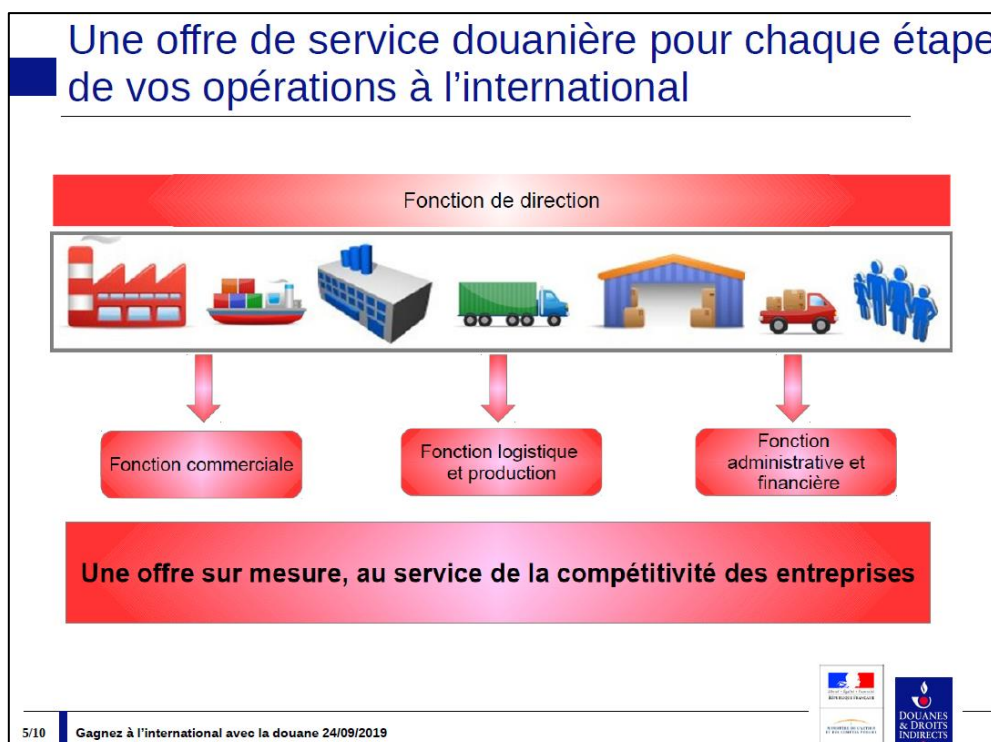 Une offre de service douanière pour chaque étape
de vos opérations à l’international
Fonction de direction
Fonction commerciale
Fonction logistique
et production
Fonction
administrative et
financière
Une offre sur mesure, au service de la compétitivité des entreprises
RÉPUBLIQUE FRANÇAISE
DOUANES
& DROITS
INDIRECTS
5/10
Gagnez à l’international avec la douane 24/09/2019